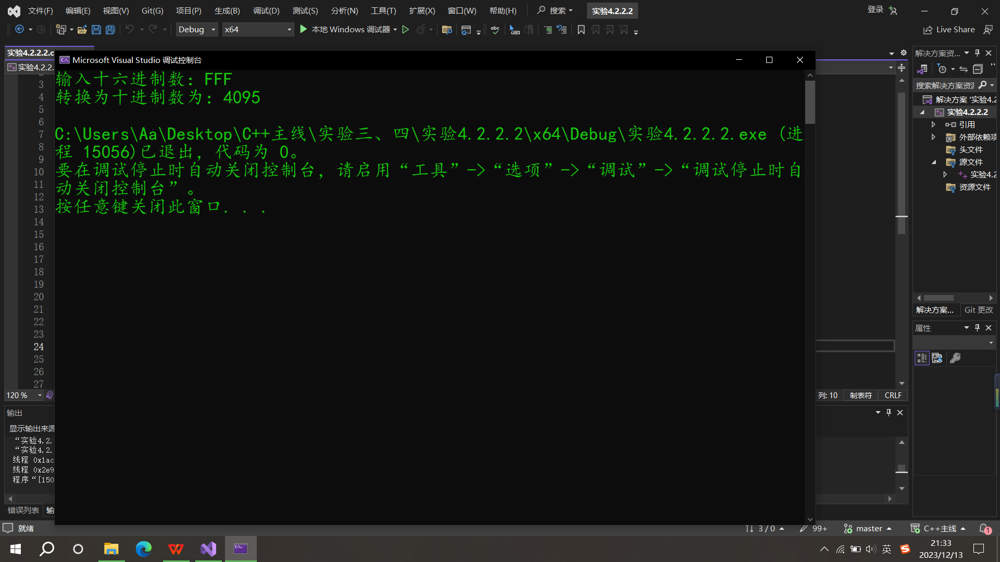 文件(F) 编辑(E) 视图(V) Git(G) 项目(P) 生成(B) 调试(D) 测试(S) 分析(N) 工具(T) 扩展(X) 窗口(W) 帮助(H) 搜索 实验4.2.2.2 登录
Debug x64 本地 Windows 调试器 Live Share
实验4.2.2.2.c
Microsoft Visual Studio 调试控制台
解决方案资...
实验4.2.2.
输入十六进制数：FFF
转换为十进制数为：4095
C:\Users\Aa\Desktop\C++主线\实验三、四\实验4.2.2.2\x64\Debug\实验4.2.2.2.exe (进
程 15056)已退出，代码为 0。
要在调试停止时自动关闭控制台，请启用“工具”->“选项”->“调试”->“调试停止时自
动关闭控制台”。
按任意键关闭此窗口. . .
3
4
5
6
7
8
9
10
11
12
13
14
15
16
17
18
19
20
21
22
23
24
25
26
27
搜索解决方案资
解决方案 '实验4.2
实验4.2.2.2
引用
外部依赖项
头文件
源文件
实验4.2
资源文件
解决方案... Git 更改
属性
120 % 列: 10 制表符 CRLF
输出
显示输出来源
“实验4.2.
“实验4.2.
线程 0x1ac
线程 0x2e9
程序“[150
错误列表 输
就绪 3 / 0 99+ master C++主线 1
英 21:33
2023/12/13